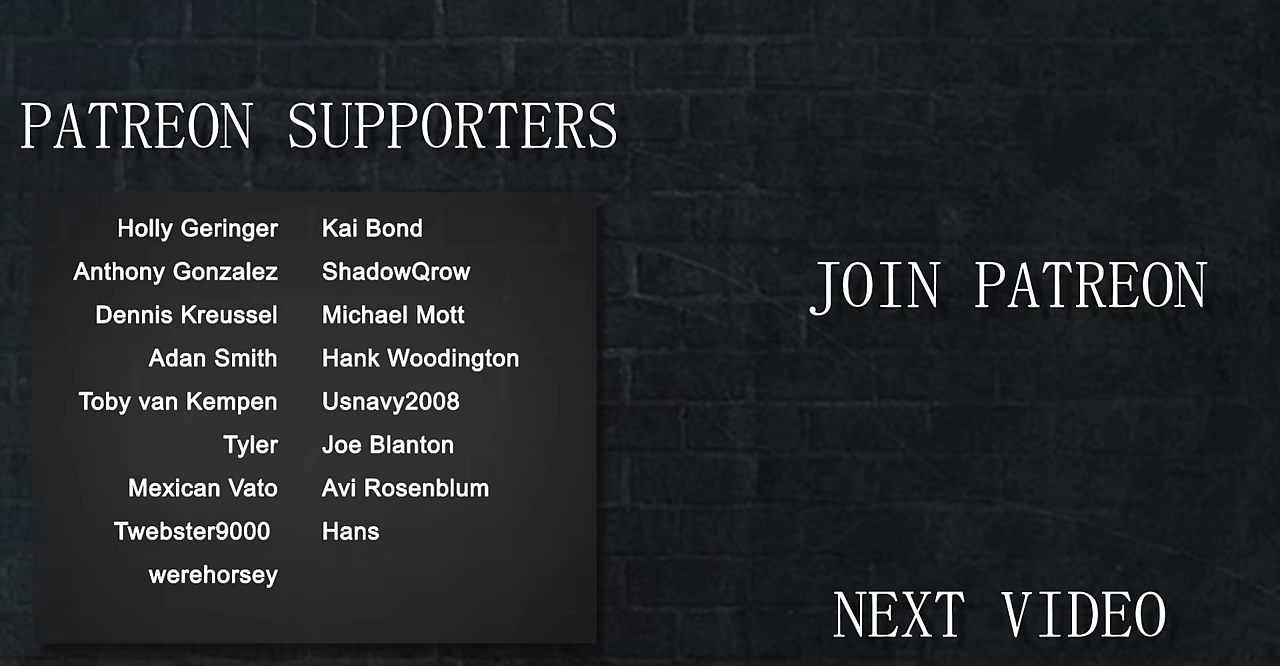 PATREON SUPPORTERS
Holly Geringer
Anthony Gonzalez
Dennis Kreussel
Adan Smith
Toby van Kempen
Tyler
Mexican Vato
Twebster9000
werehorsey
Kai Bond
ShadowQrow
Michael Mott
Hank Woodington
Usnavy2008
Joe Blanton
Avi Rosenblum
Hans
JOIN PATREON
NEXT VIDEO